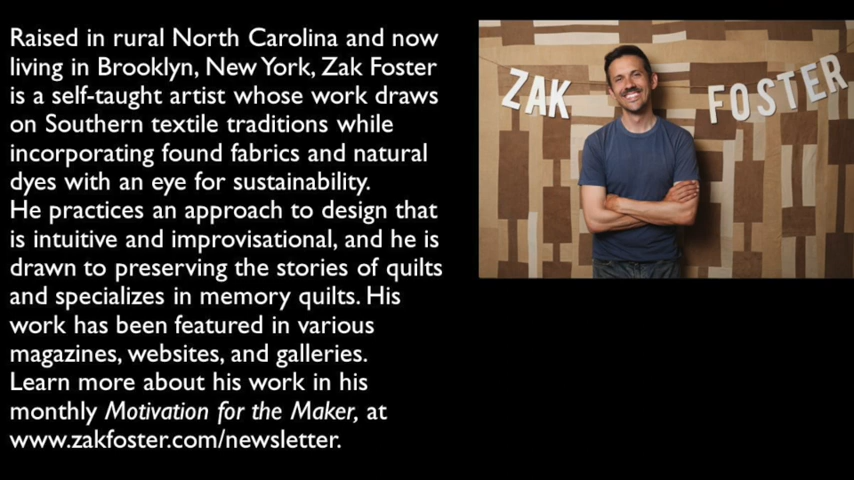 Raised in rural North Carolina and now
living in Brooklyn, New York, Zak Foster
is a self-taught artist whose work draws
on Southern textile traditions while
incorporating found fabrics and natural
dyes with an eye for sustainability.
He practices an approach to design that
is intuitive and improvisational, and he is
drawn to preserving the stories of quilts
and specializes in memory quilts. His
work has been featured in various
magazines, websites, and galleries.
Learn more about his work in his
monthly Motivation for the Maker, at
www.zakfoster.com/newsletter.
ZAK FOSTER